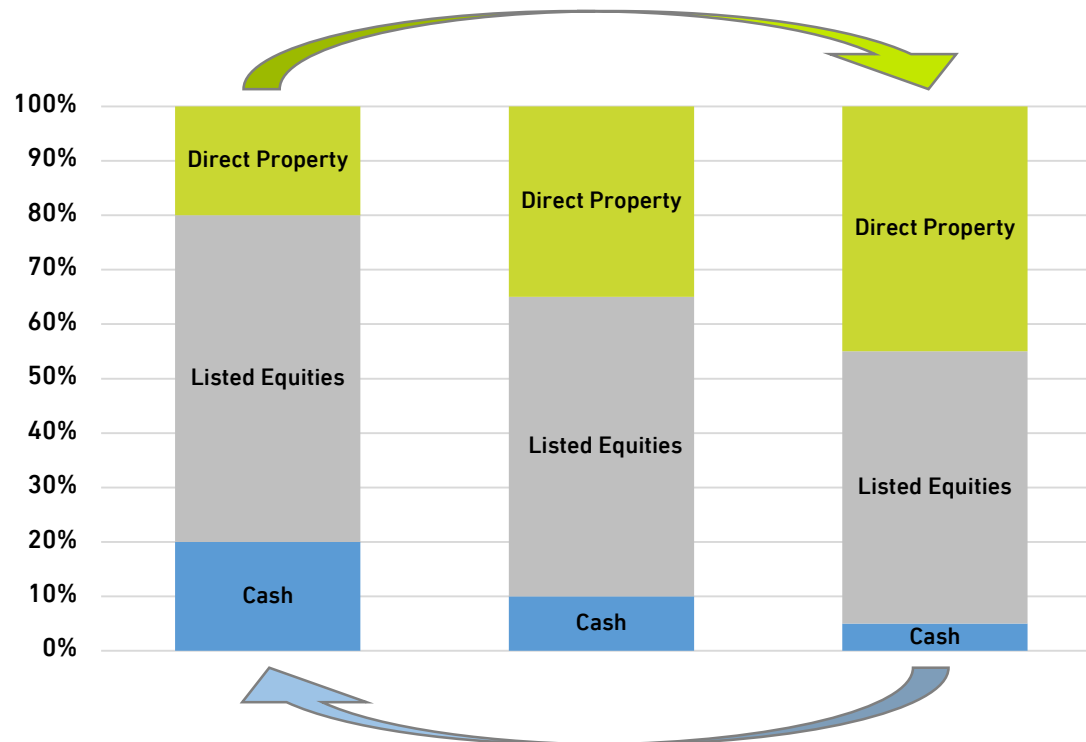 100%
90%
80%
70%
60%
50%
40%
30%
20%
10%
0%
Direct Property
Listed Equities
Cash
Direct Property
Listed Equities
Cash
Direct Property
Listed Equities
Cash